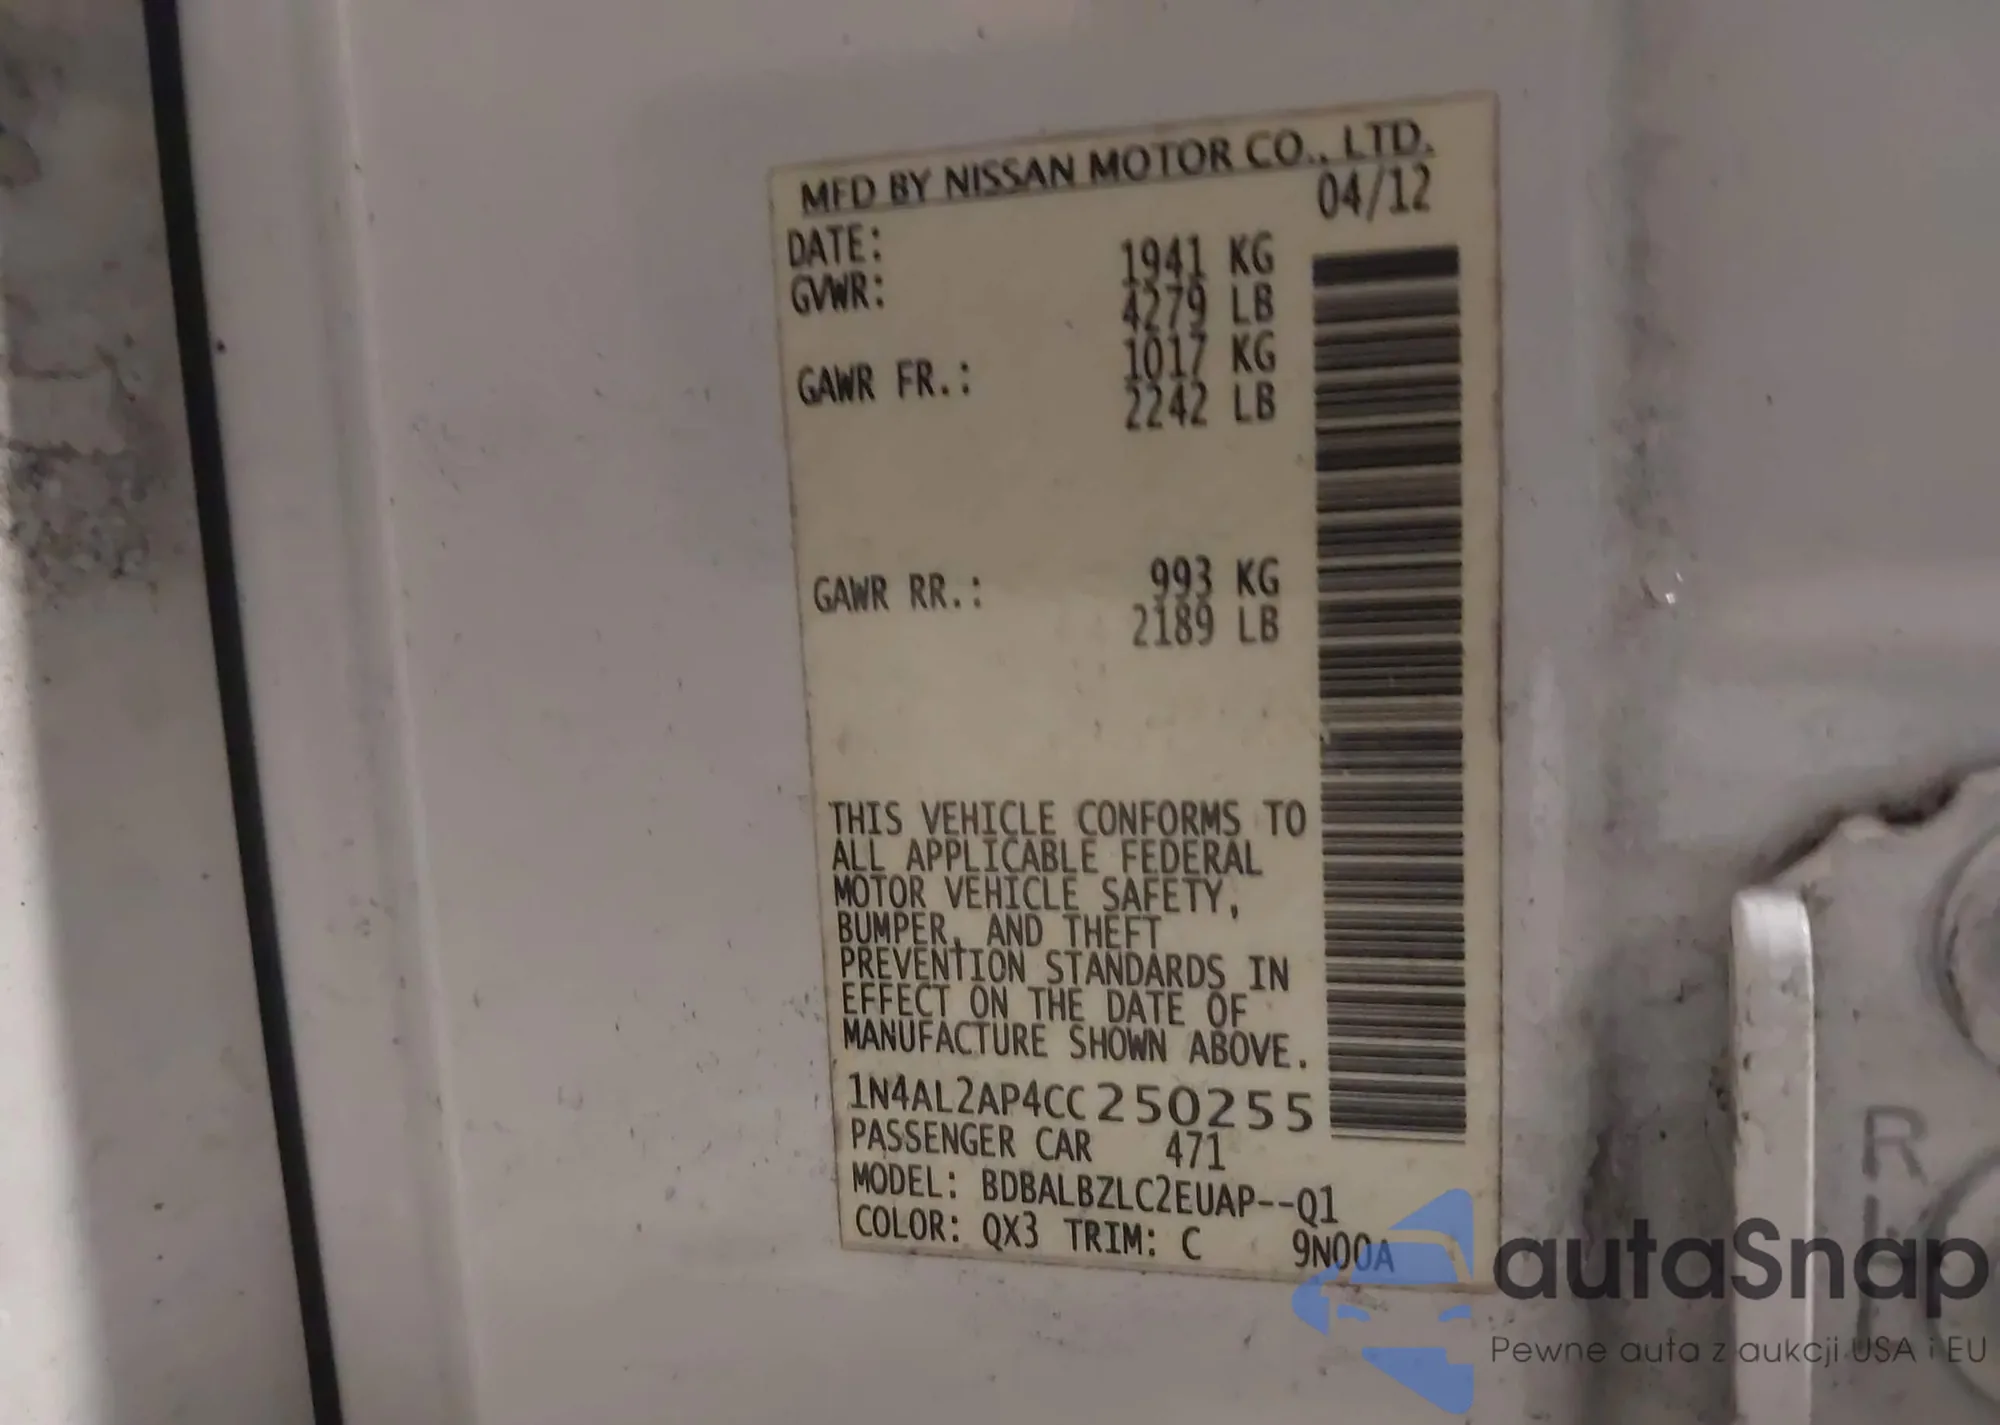 MFD BY NISSAN MOTOR CO., LTD.
DATE: 04/12
GVWR: 1941 KG
4279 LB
GAWR FR.: 1017 KG
2242 LB
GAWR RR.: 993 KG
2189 LB
THIS VEHICLE CONFORMS TO
ALL APPLICABLE FEDERAL
MOTOR VEHICLE SAFETY,
BUMPER, AND THEFT
PREVENTION STANDARDS IN
EFFECT ON THE DATE OF
MANUFACTURE SHOWN ABOVE.
1N4AL2AP4CC250255
PASSENGER CAR 471
MODEL: BDBALBZLC2EUAP--Q1
COLOR: QX3 TRIM: C 9N00A
autaSnap
Pewne auta z aukcji USA i EU
R